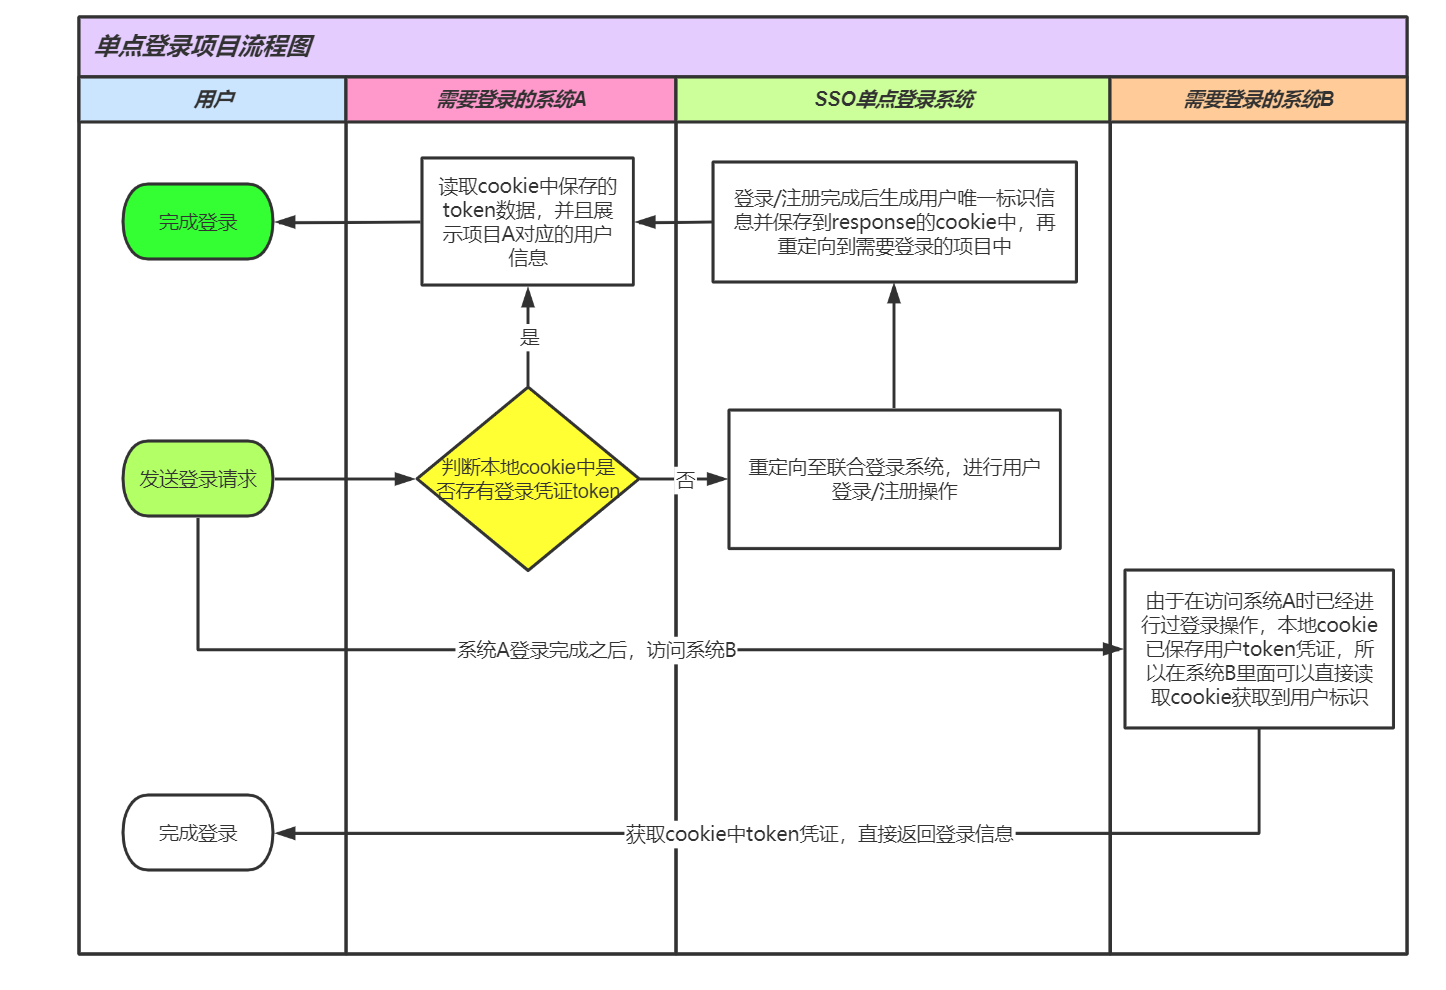 单点登录项目流程图
用户
需要登录的系统A
SSO单点登录系统
需要登录的系统B
完成登录
读取cookie中保存的
token数据，并且展
示项目A对应的用户
信息
登录/注册完成后生成用户唯一标识信
息并保存到response的cookie中，再
重定向到需要登录的项目中
是
发送登录请求
判断本地cookie中是
否存有登录凭证token
否
重定向至联合登录系统，进行用户
登录/注册操作
系统A登录完成之后，访问系统B
由于在访问系统A时已经进
行过登录操作，本地cookie
已保存用户token凭证，所
以在系统B里面可以直接读
取cookie获取到用户标识
完成登录
获取cookie中token凭证，直接返回登录信息